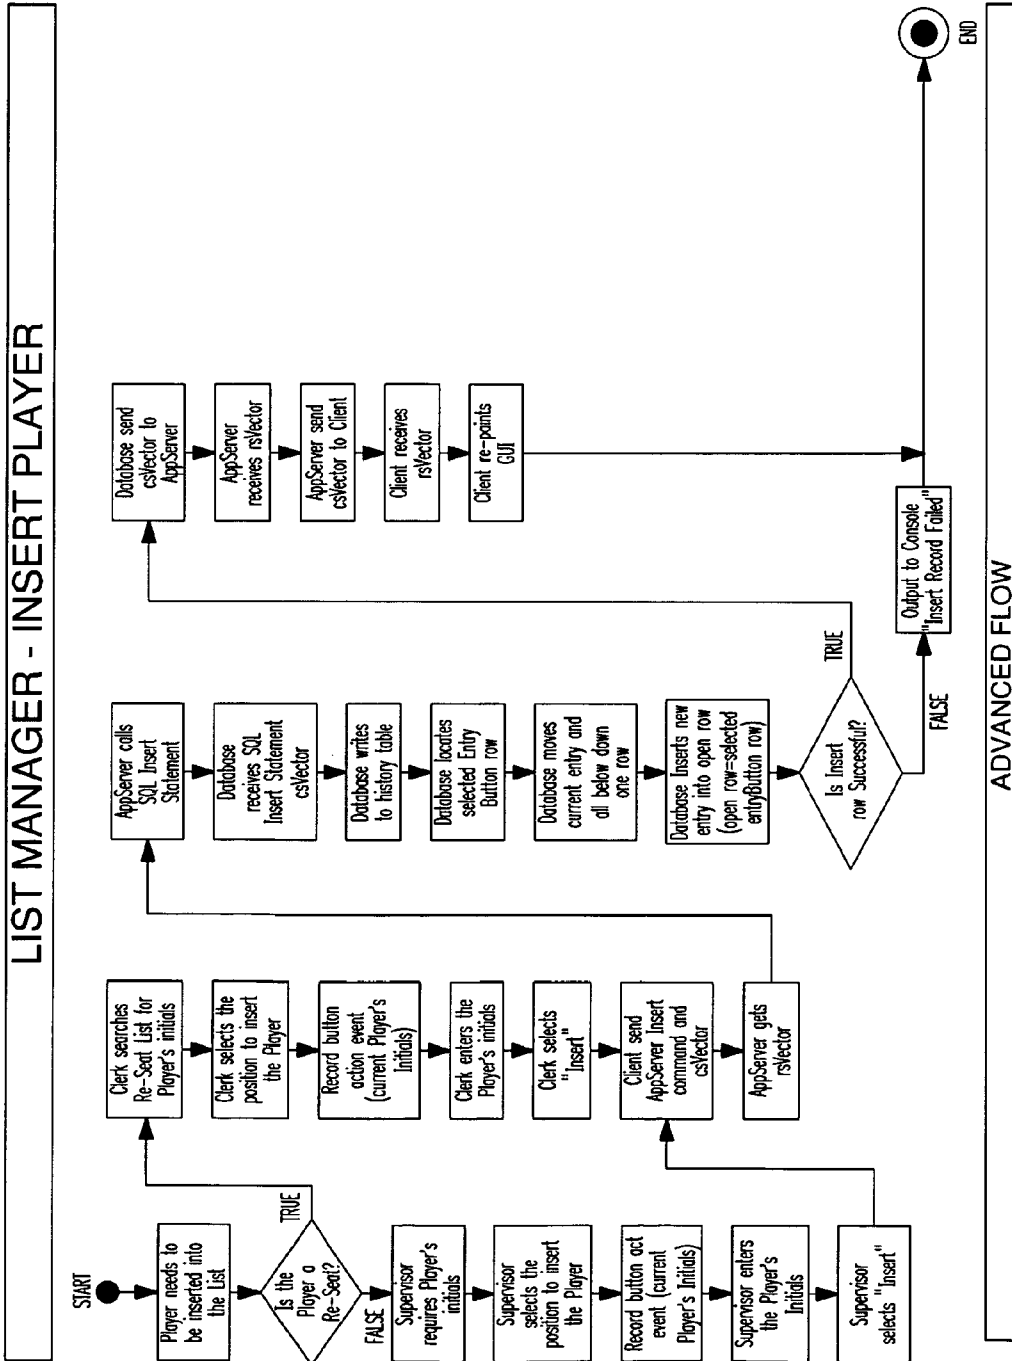 LIST MANAGER - INSERT PLAYER
START
Player needs to
be inserted into
the List
Is the
Player a
Re-Seat?
TRUE
FALSE
Supervisor
requires Player's
initials
Supervisor
selects the
position to insert
the Player
Record button act
event (current
Player's Initials)
Supervisor enters
the Player's
Initials
Supervisor
selects "Insert"
Clerk searches
Re-Seat List for
Player's initials
Clerk selects the
position to insert
the Player
Record button
action event
(current Player's
Initials)
Clerk enters the
Player's initials
Clerk selects
"Insert"
Client send
AppServer Insert
command and
csVector
AppServer gets
rsVector
AppServer calls
SQL Insert
Statement
Database
receives SQL
Insert Statement
csVector
Database writes
to history table
Database locates
selected Entry
Button row
Database moves
current entry and
all below down
one row
Database Inserts new
entry into open row
(open row-selected
entryButton row)
Is Insert
row Successful?
TRUE
FALSE
Database send
csVector to
AppServer
AppServer
receives rsVector
AppServer send
csVector to Client
Client receives
rsVector
Client re-paints
GUI
Output to Console
"Insert Record Failed"
END
ADVANCED FLOW